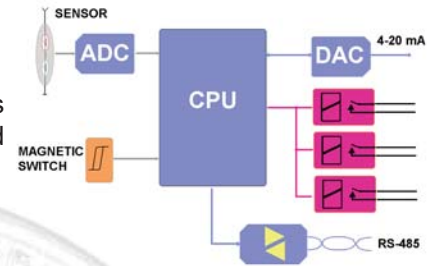 SENSOR
ADC
CPU
DAC
4-20 mA
MAGNETIC
SWITCH
RS-485